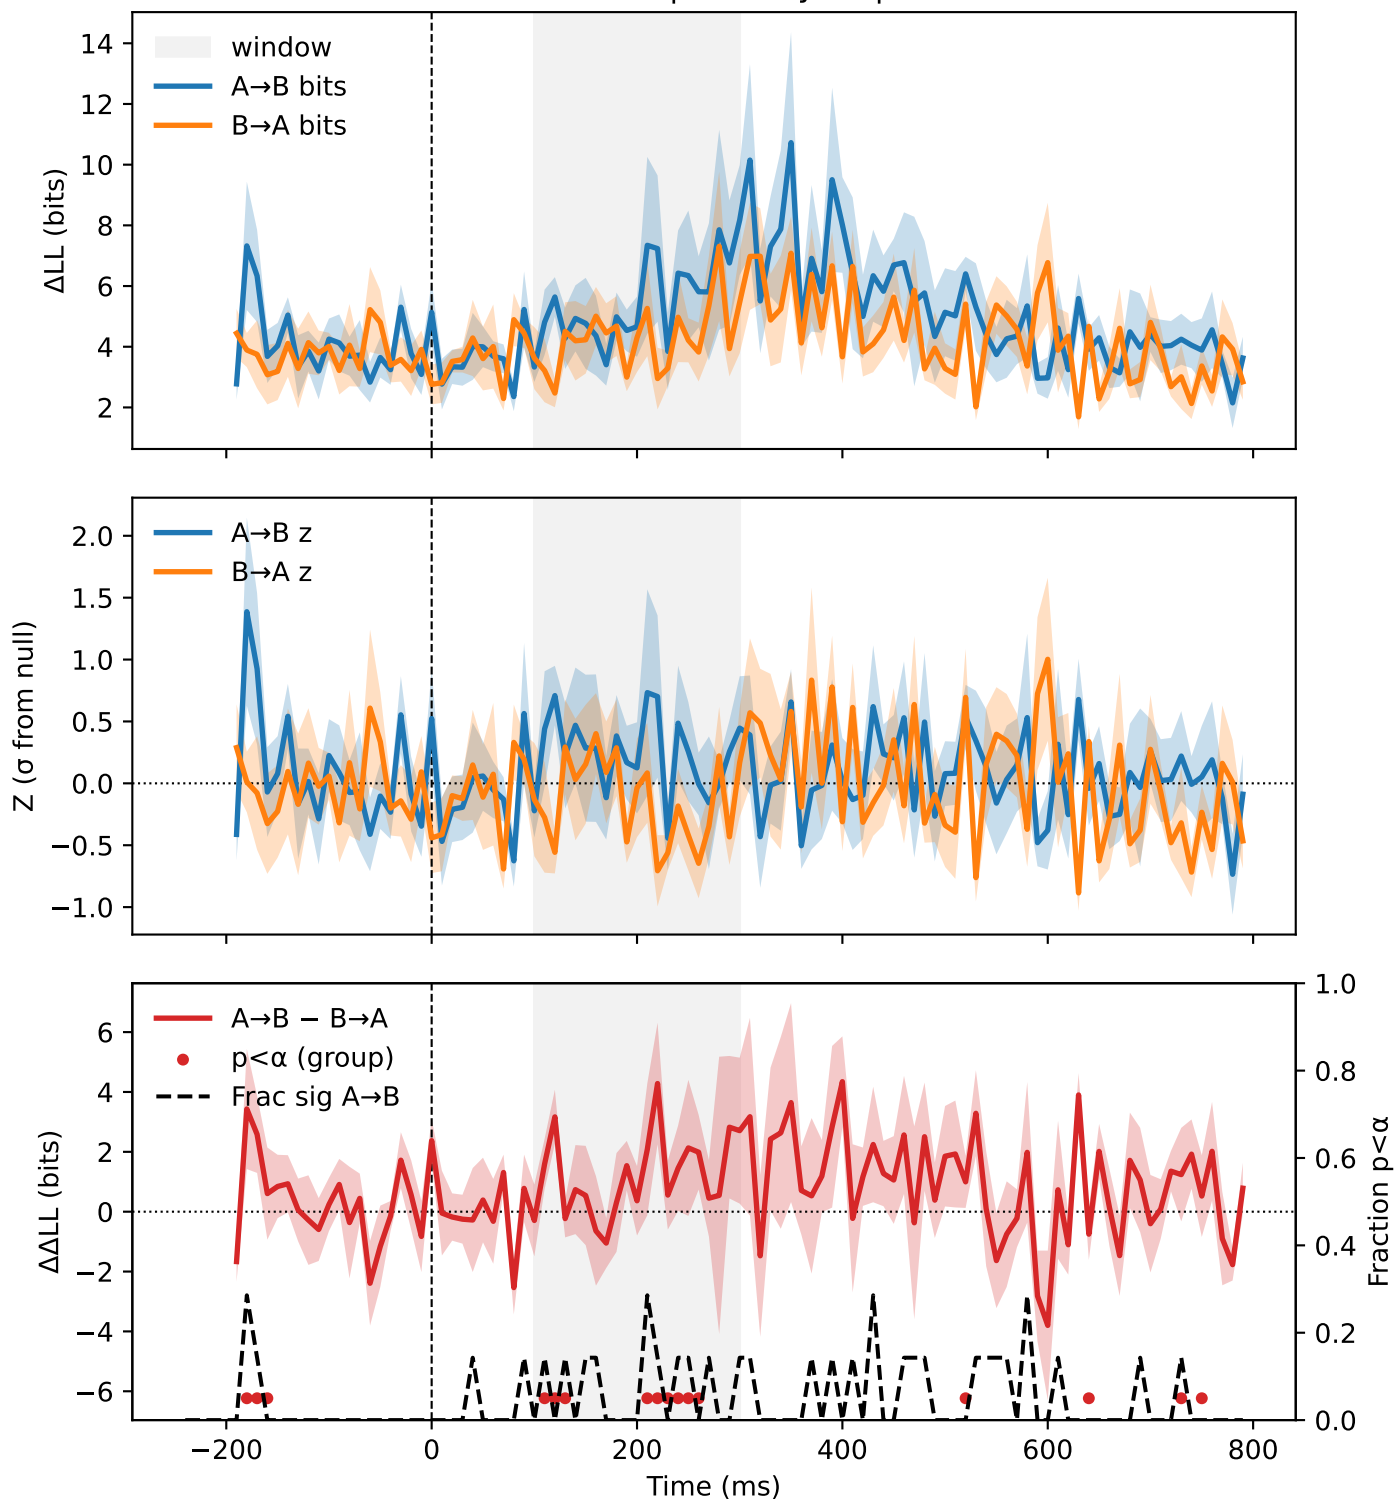 14
12
10
8
6
4
2
ΔLL (bits)
window
A→B bits
B→A bits
2.0
1.5
1.0
0.5
0.0
−0.5
−1.0
Z (σ from null)
A→B z
B→A z
6
4
2
0
−2
−4
−6
ΔΔLL (bits)
A→B − B→A
p<α (group)
Frac sig A→B
1.0
0.8
0.6
0.4
0.2
0.0
Fraction p<α
−200 0 200 400 600 800
Time (ms)